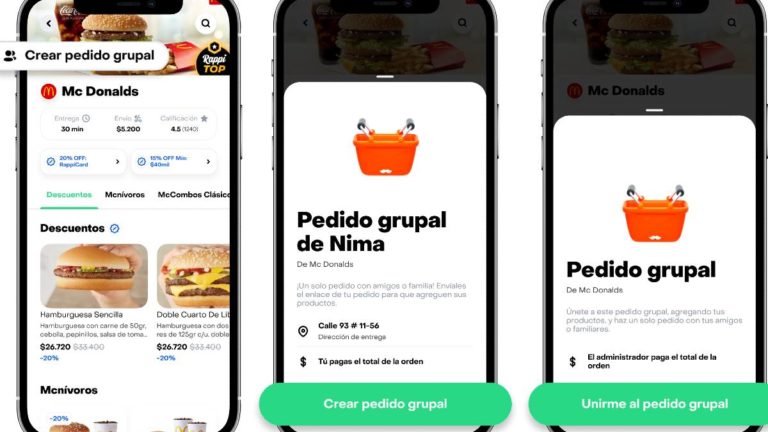 Coca-Cola
Crear pedido grupal
Rappi
TOP
Mc Donalds
Entrega
Envío
Calificación
30 min
$5.200
4.5 (1240)
20% OFF:
RappiCard
15% OFF Min
$40mil
Descuentos
Mcnívoros
McCombos Clásico
Descuentos
Hamburguesa Sencilla
Hamburguesa con carne de 50gr,
cebolla, pepinillos, salsa de toma...
$26.720 $33.400
-20%
Doble Cuarto De Lib
Hamburguesa con dos
res de 125gr c/u. doble
$26.720 $33.400
-20%
Mcnívoros
-20%
Pedido grupal
de Nima
De Mc Donalds
¡Un solo pedido con amigos o familia! Envíales
el enlace de tu pedido para que agreguen sus
productos.
Calle 93 # 11-56
Dirección de entrega
Tú pagas el total de la orden
Crear pedido grupal
Mc Donalds
Pedido grupal
De Mc Donalds
Únete a este pedido grupal, agregando tus
productos, y haz un solo pedido con tus amigos
o familiares.
El administrador paga el total de la
orden
Unirme al pedido grupal